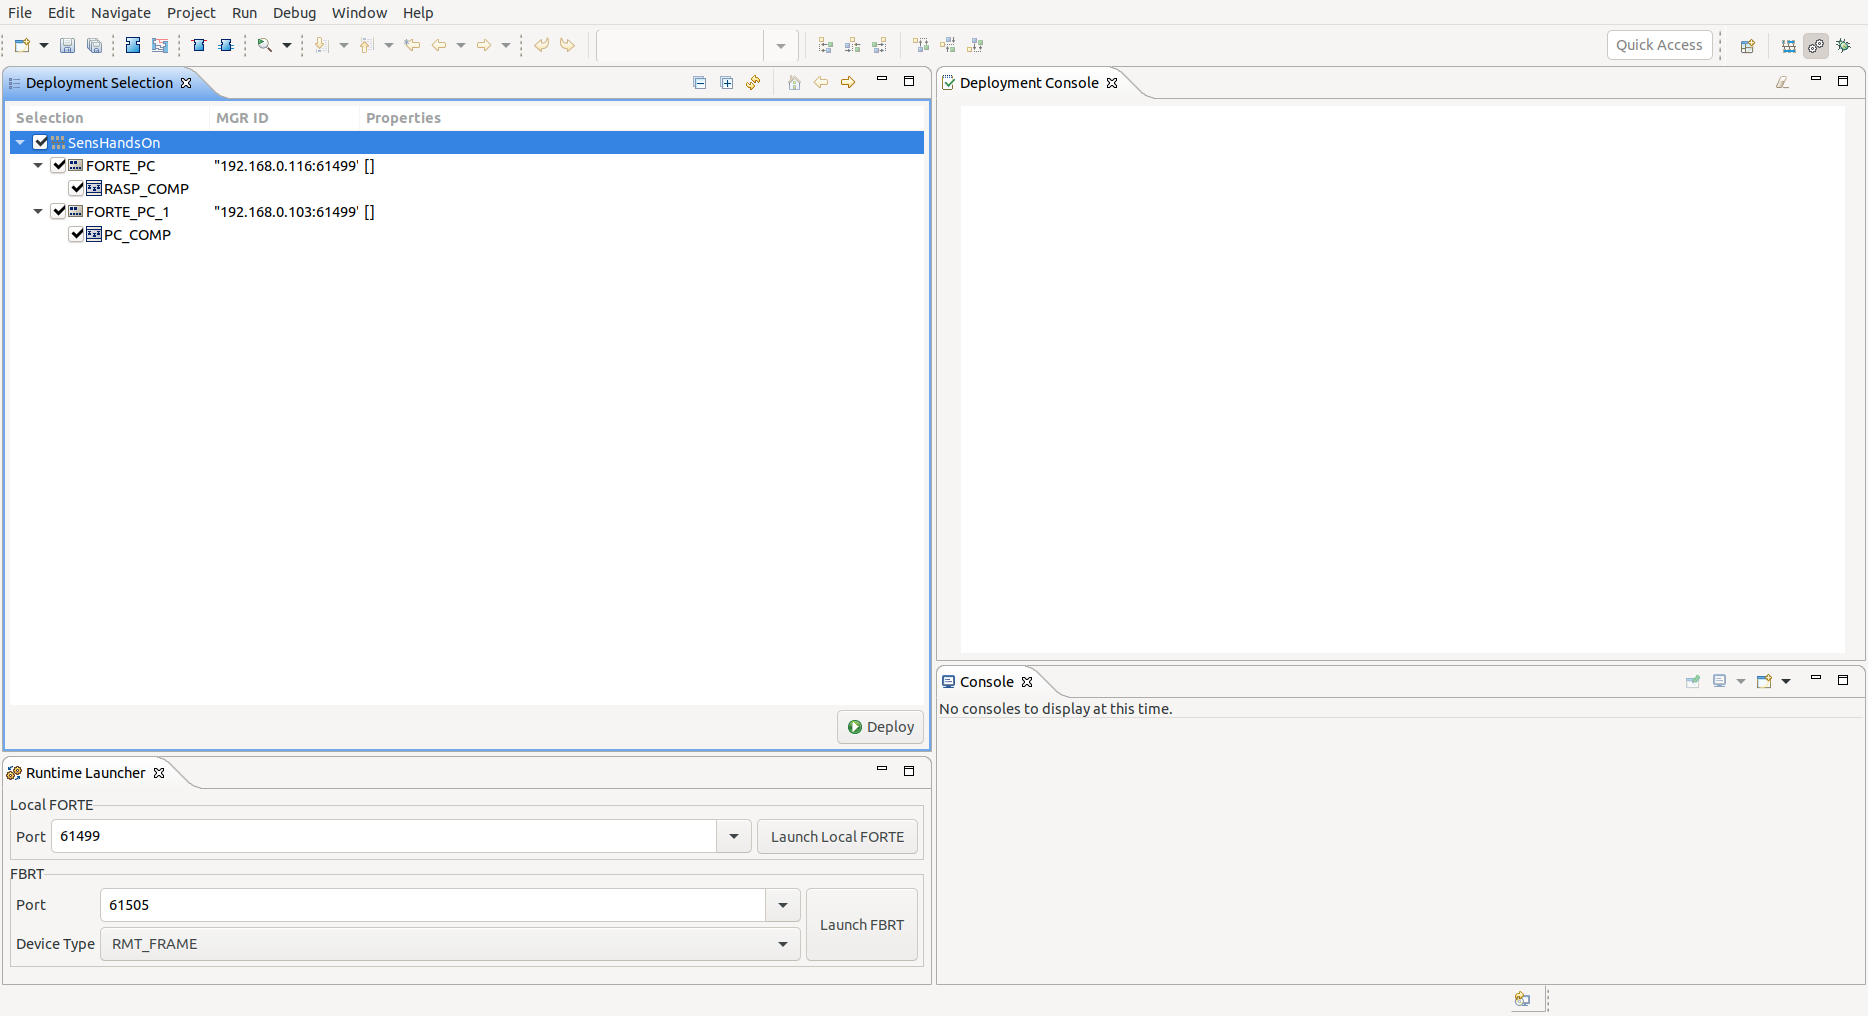 File Edit Navigate Project Run Debug Window Help
Quick Access
Deployment Selection
Selection MGR ID Properties
SensHandsOn
FORTE_PC "192.168.0.116:61499" []
RASP_COMP
FORTE_PC_1 "192.168.0.103:61499" []
PC_COMP
Deploy
Runtime Launcher
Local FORTE
Port 61499 Launch Local FORTE
FBRT
Port 61505
Launch FBRT
Device Type RMT_FRAME
Deployment Console
Console
No consoles to display at this time.